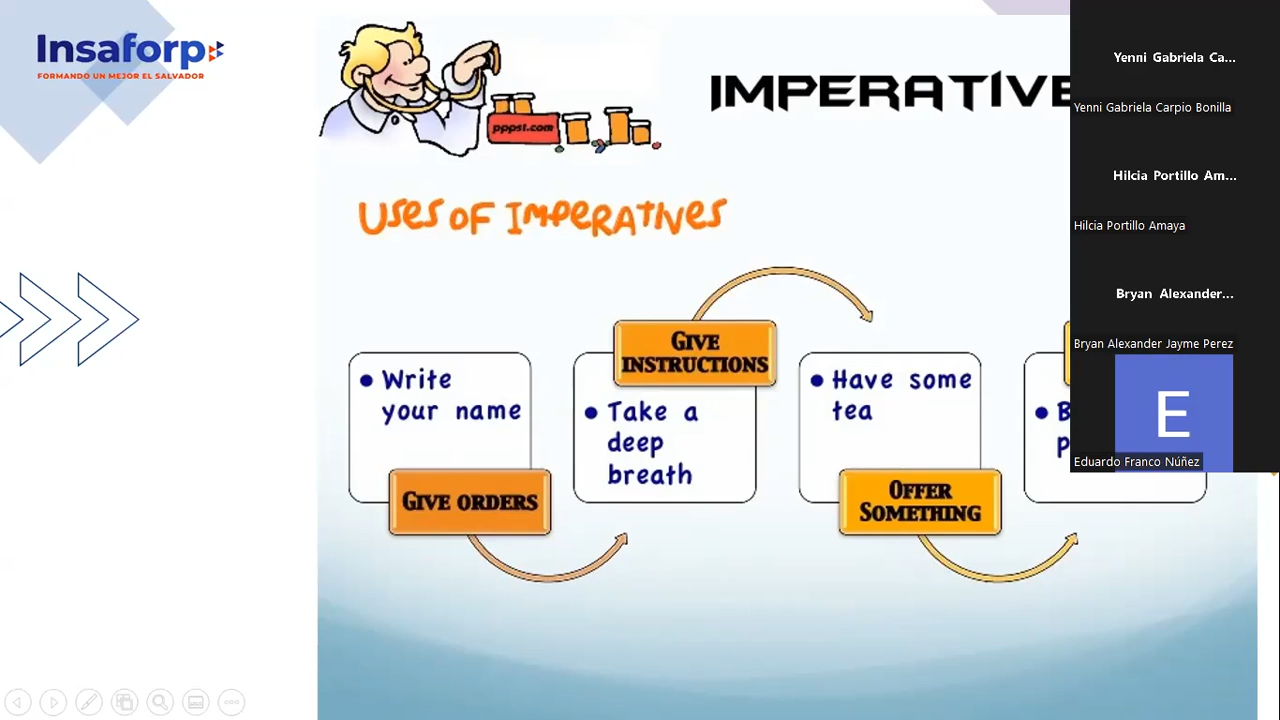 Insaforp
FORMANDO UN MEJOR EL SALVADOR
pppst.com
IMPERATIVE
USES OF IMPERATIVES
Write
your name
GIVE ORDERS
GIVE
INSTRUCTIONS
Take a
deep
breath
Have some
tea
OFFER
SOMETHING
Yenni Gabriela Ca...
Yenni Gabriela Carpio Bonilla
Hilcia Portillo Am...
Hilcia Portillo Amaya
Bryan Alexander...
Bryan Alexander Jayme Perez
E
Eduardo Franco Núñez